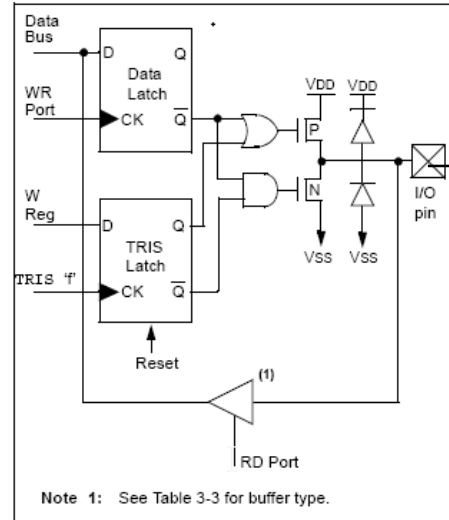 Data
Bus
D
Q
Data
Latch
WR
Port
CK
Q
VDD
VDD
P
N
I/O
pin
VSS
VSS
W
Reg
D
Q
TRIS
Latch
TRIS 'f'
CK
Q
Reset
(1)
RD Port
Note 1: See Table 3-3 for buffer type.